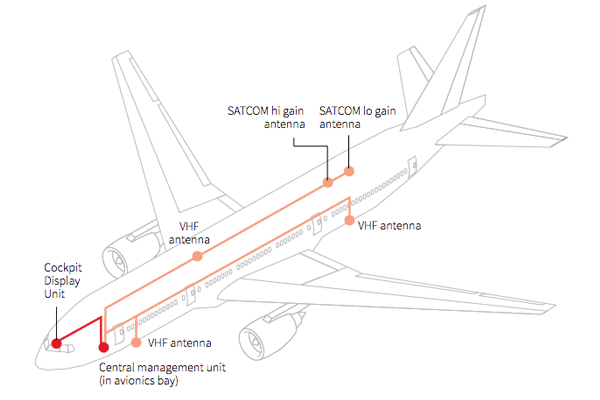 SATCOM hi gain
antenna
SATCOM lo gain
antenna
VHF
antenna
VHF antenna
Cockpit
Display
Unit
VHF antenna
Central management unit
(in avionics bay)